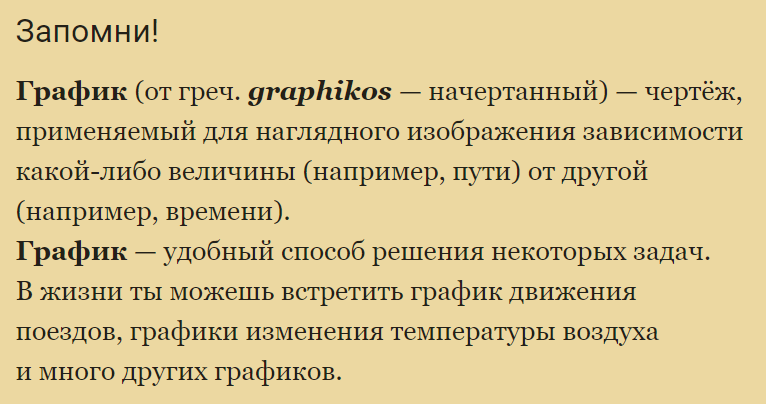 Запомни!
График (от греч. graphikos — начертанный) — чертёж,
применяемый для наглядного изображения зависимости
какой-либо величины (например, пути) от другой
(например, времени).
График — удобный способ решения некоторых задач.
В жизни ты можешь встретить график движения
поездов, графики изменения температуры воздуха
и много других графиков.